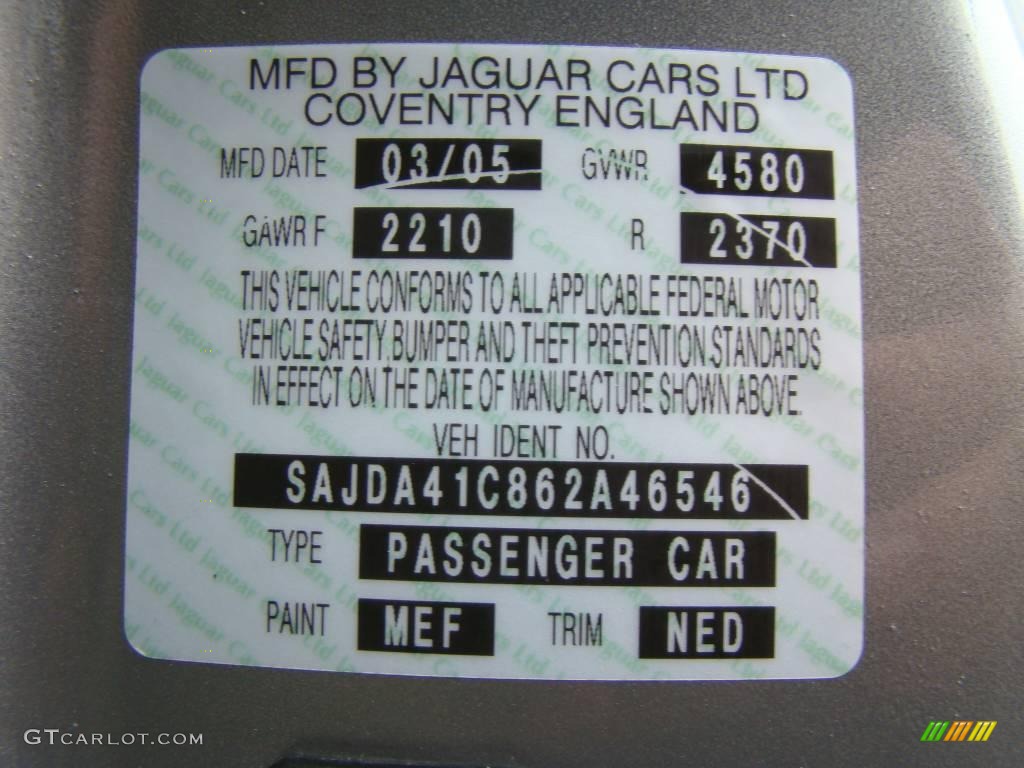 MFD BY JAGUAR CARS LTD
COVENTRY ENGLAND
MFD DATE 03/05 GVWR 4580
GAWR F 2210 R 2370
THIS VEHICLE CONFORMS TO ALL APPLICABLE FEDERAL MOTOR
VEHICLE SAFETY, BUMPER AND THEFT PREVENTION STANDARDS
IN EFFECT ON THE DATE OF MANUFACTURE SHOWN ABOVE.
VEH IDENT NO.
SAJDA41C862A46546
TYPE PASSENGER CAR
PAINT MEF TRIM NED
GTCARLOT.COM